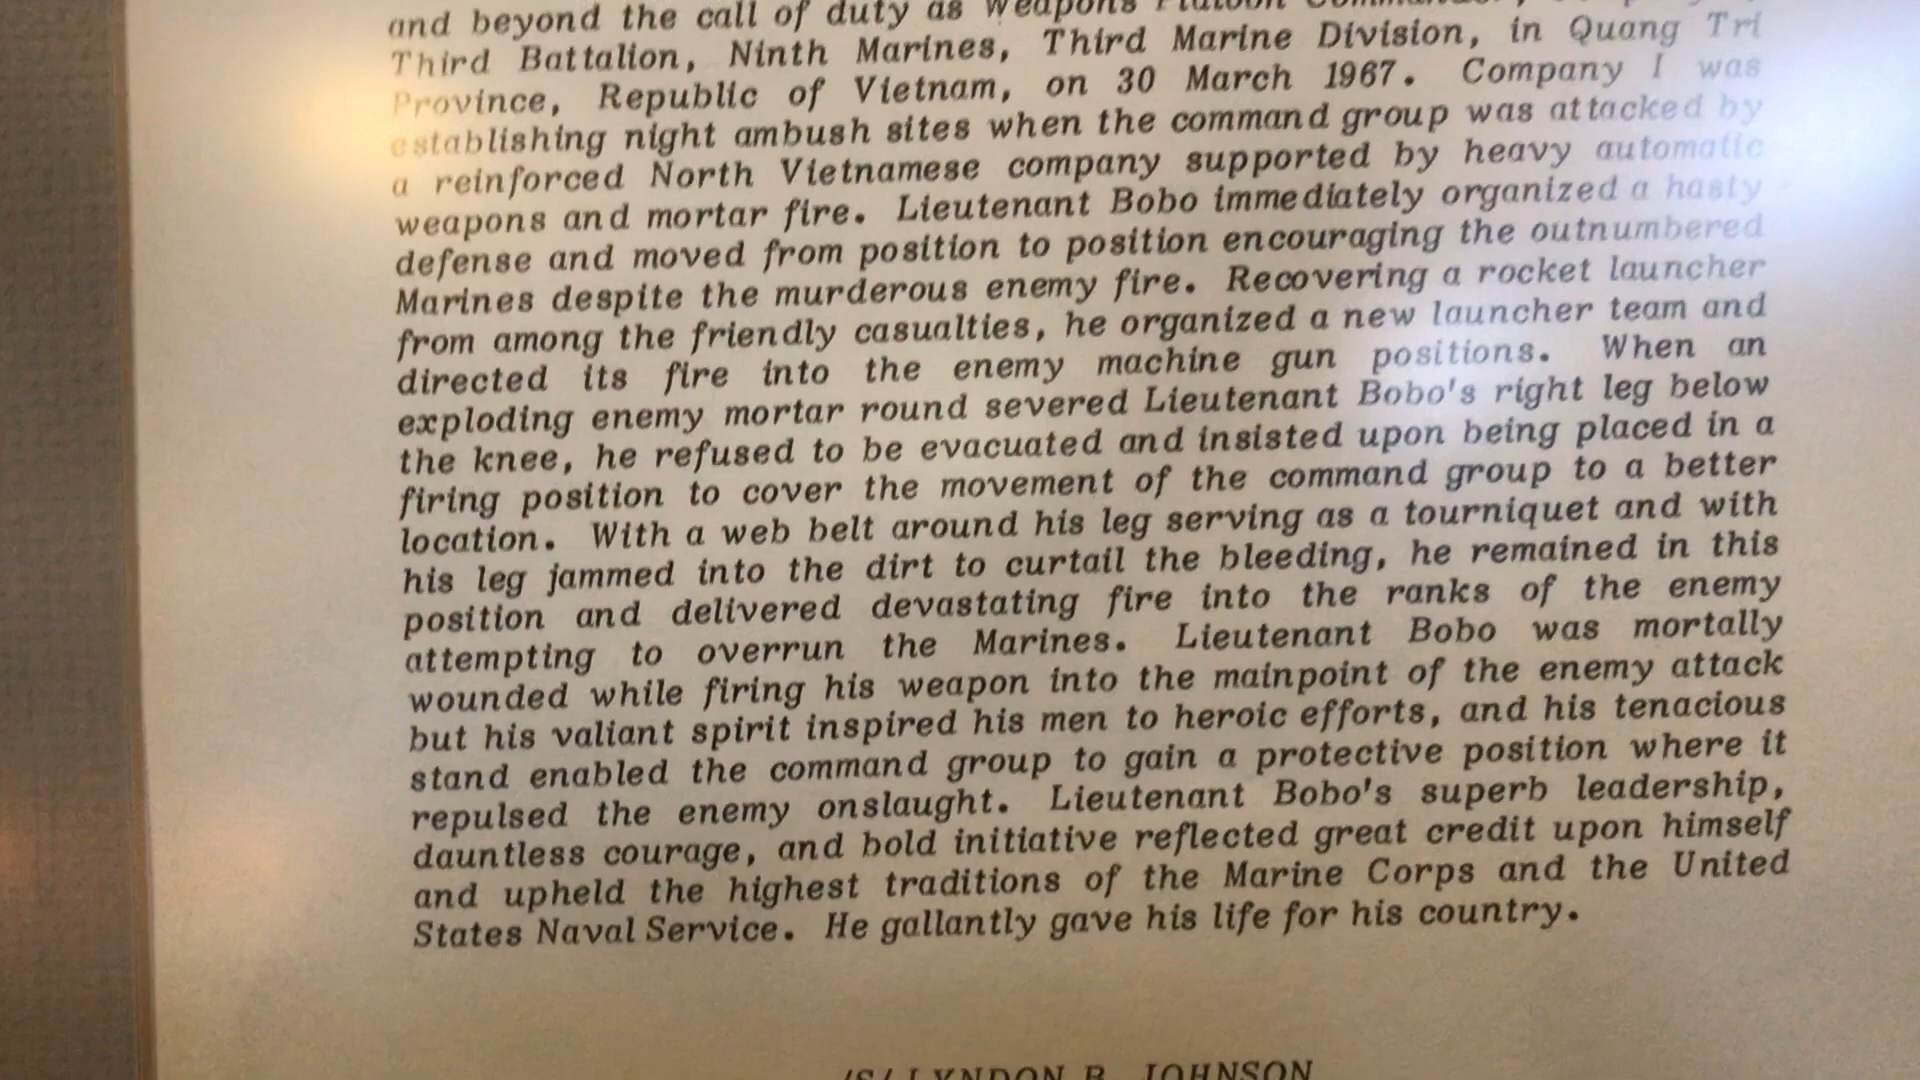 and beyond the call of duty as Weapons Platoon
Third Battalion, Ninth Marines, Third Marine Division, in Quang Tri
Province, Republic of Vietnam, on 30 March 1967. Company I was
establishing night ambush sites when the command group was attacked by
a reinforced North Vietnamese company supported by heavy automatic
weapons and mortar fire. Lieutenant Bobo immediately organized a hasty
defense and moved from position to position encouraging the outnumbered
Marines despite the murderous enemy fire. Recovering a rocket launcher
from among the friendly casualties, he organized a new launcher team and
directed its fire into the enemy machine gun positions. When an
exploding enemy mortar round severed Lieutenant Bobo's right leg below
the knee, he refused to be evacuated and insisted upon being placed in a
firing position to cover the movement of the command group to a better
location. With a web belt around his leg serving as a tourniquet and with
his leg jammed into the dirt to curtail the bleeding, he remained in this
position and delivered devastating fire into the ranks of the enemy
attempting to overrun the Marines. Lieutenant Bobo was mortally
wounded while firing his weapon into the mainpoint of the enemy attack
but his valiant spirit inspired his men to heroic efforts, and his tenacious
stand enabled the command group to gain a protective position where it
repulsed the enemy onslaught. Lieutenant Bobo's superb leadership,
dauntless courage, and bold initiative reflected great credit upon himself
and upheld the highest traditions of the Marine Corps and the United
States Naval Service. He gallantly gave his life for his country.
/S/ LYNDON B. JOHNSON